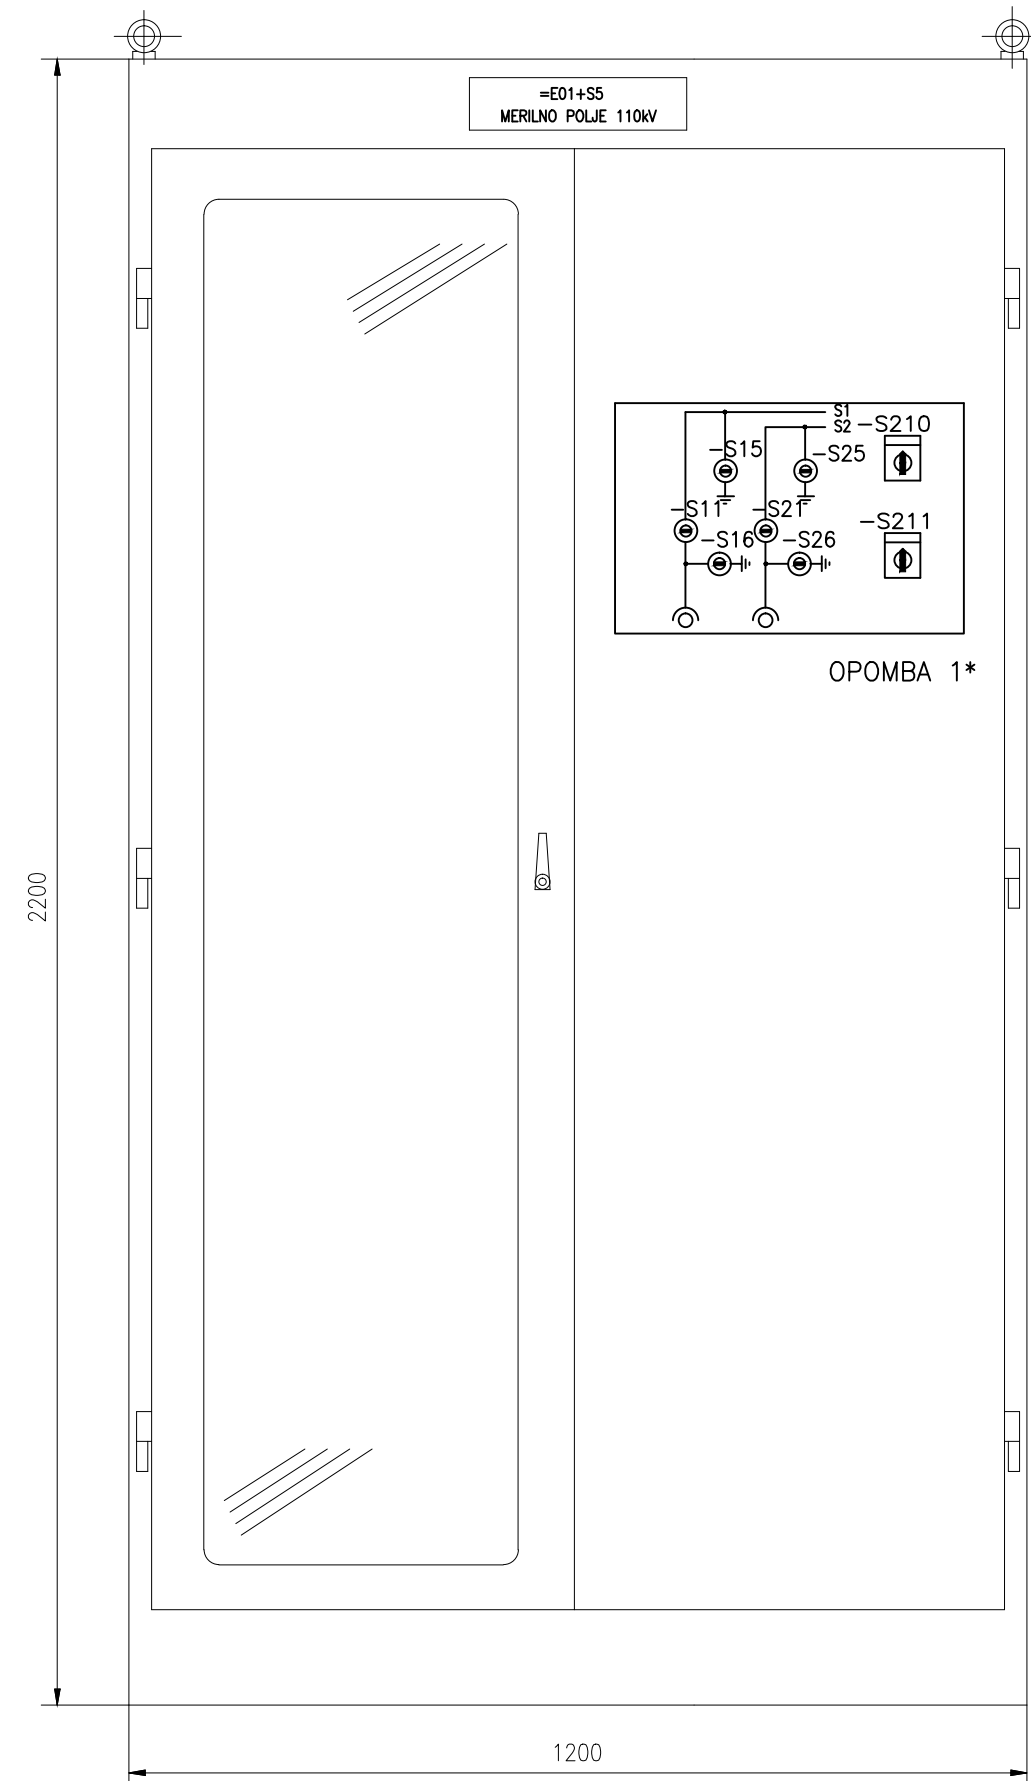 =E01+S5
MERILNO POLJE 110kV
S1
S2
-S210
-S15
-S25
-S11
-S21
-S211
-S16
-S26
OPOMBA 1*
2200
1200